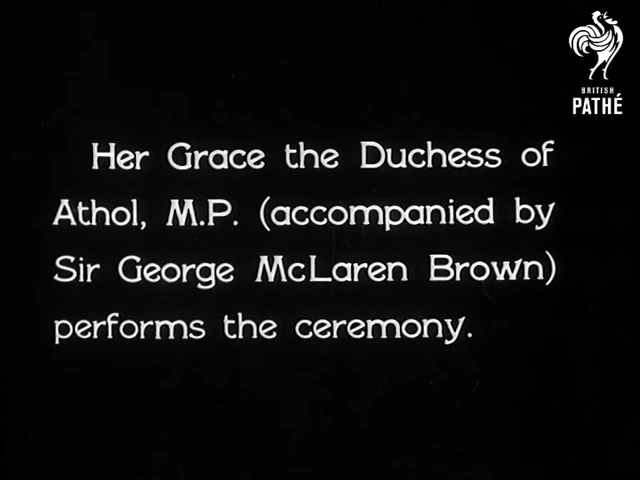 BRITISH
PATHÉ
Her Grace the Duchess of
Athol, M.P. (accompanied by
Sir George McLaren Brown)
performs the ceremony.